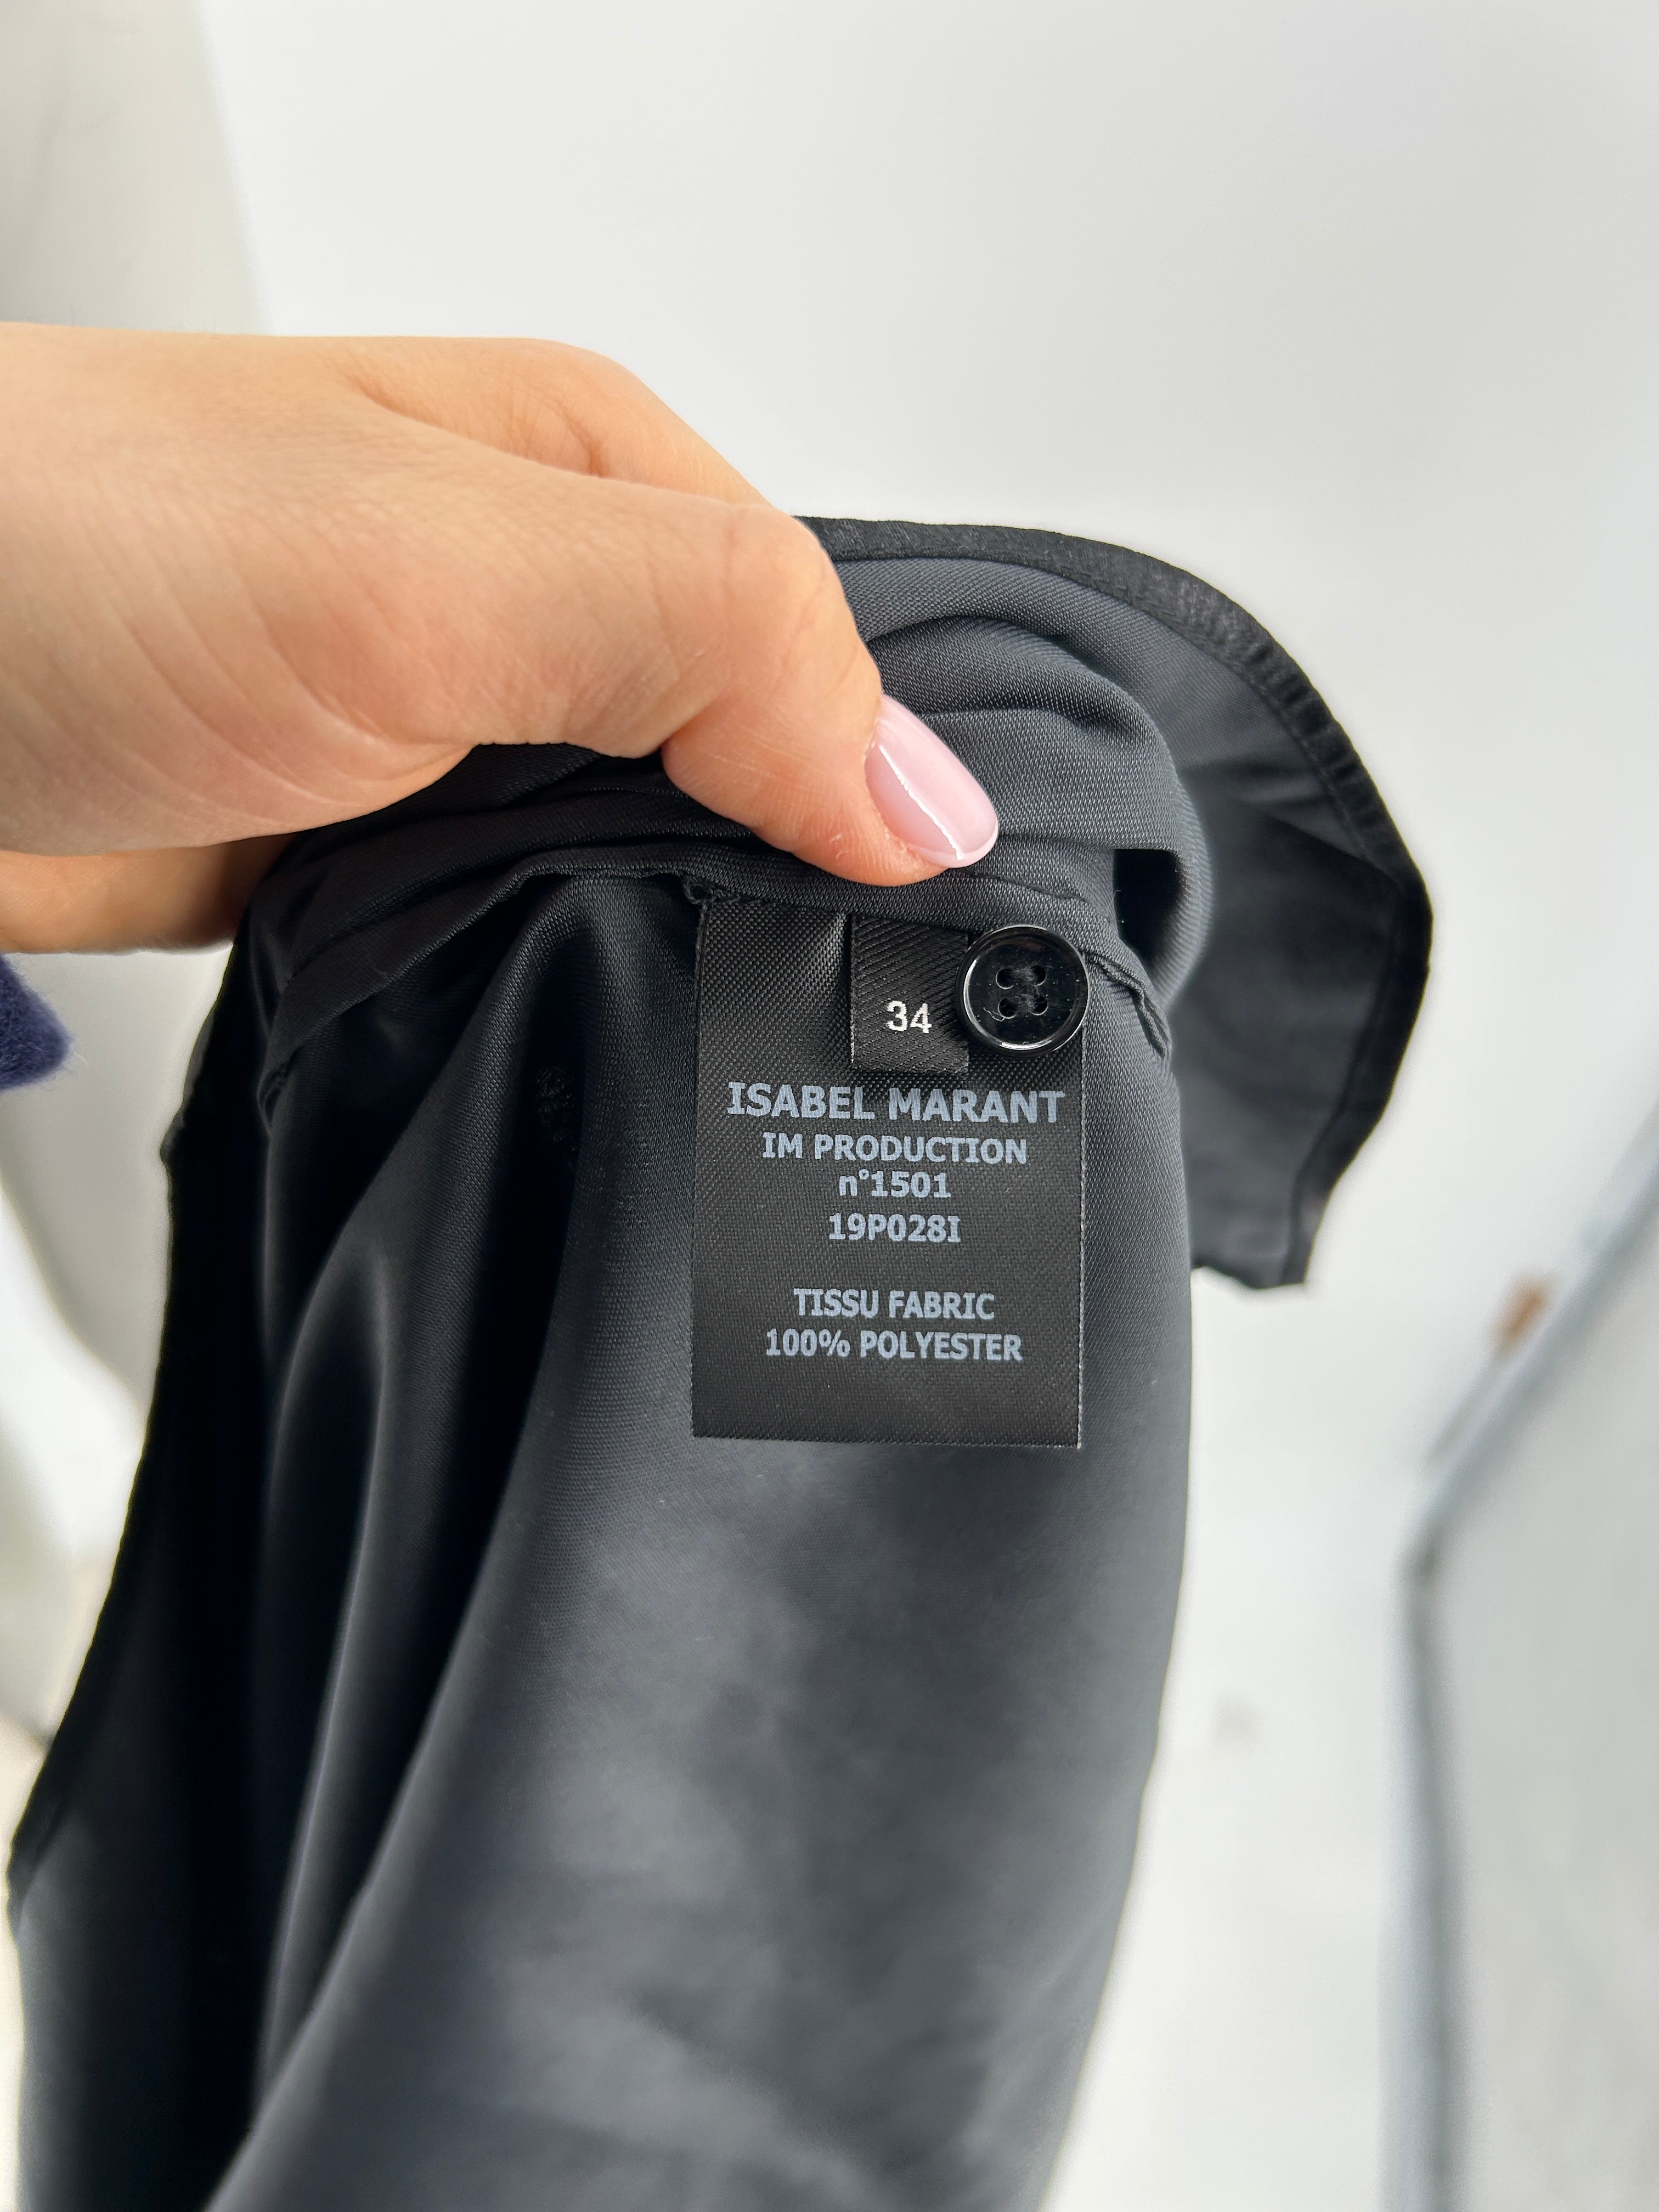 34
ISABEL MARANT
IM PRODUCTION
n°1501
19P028I
TISSU FABRIC
100% POLYESTER